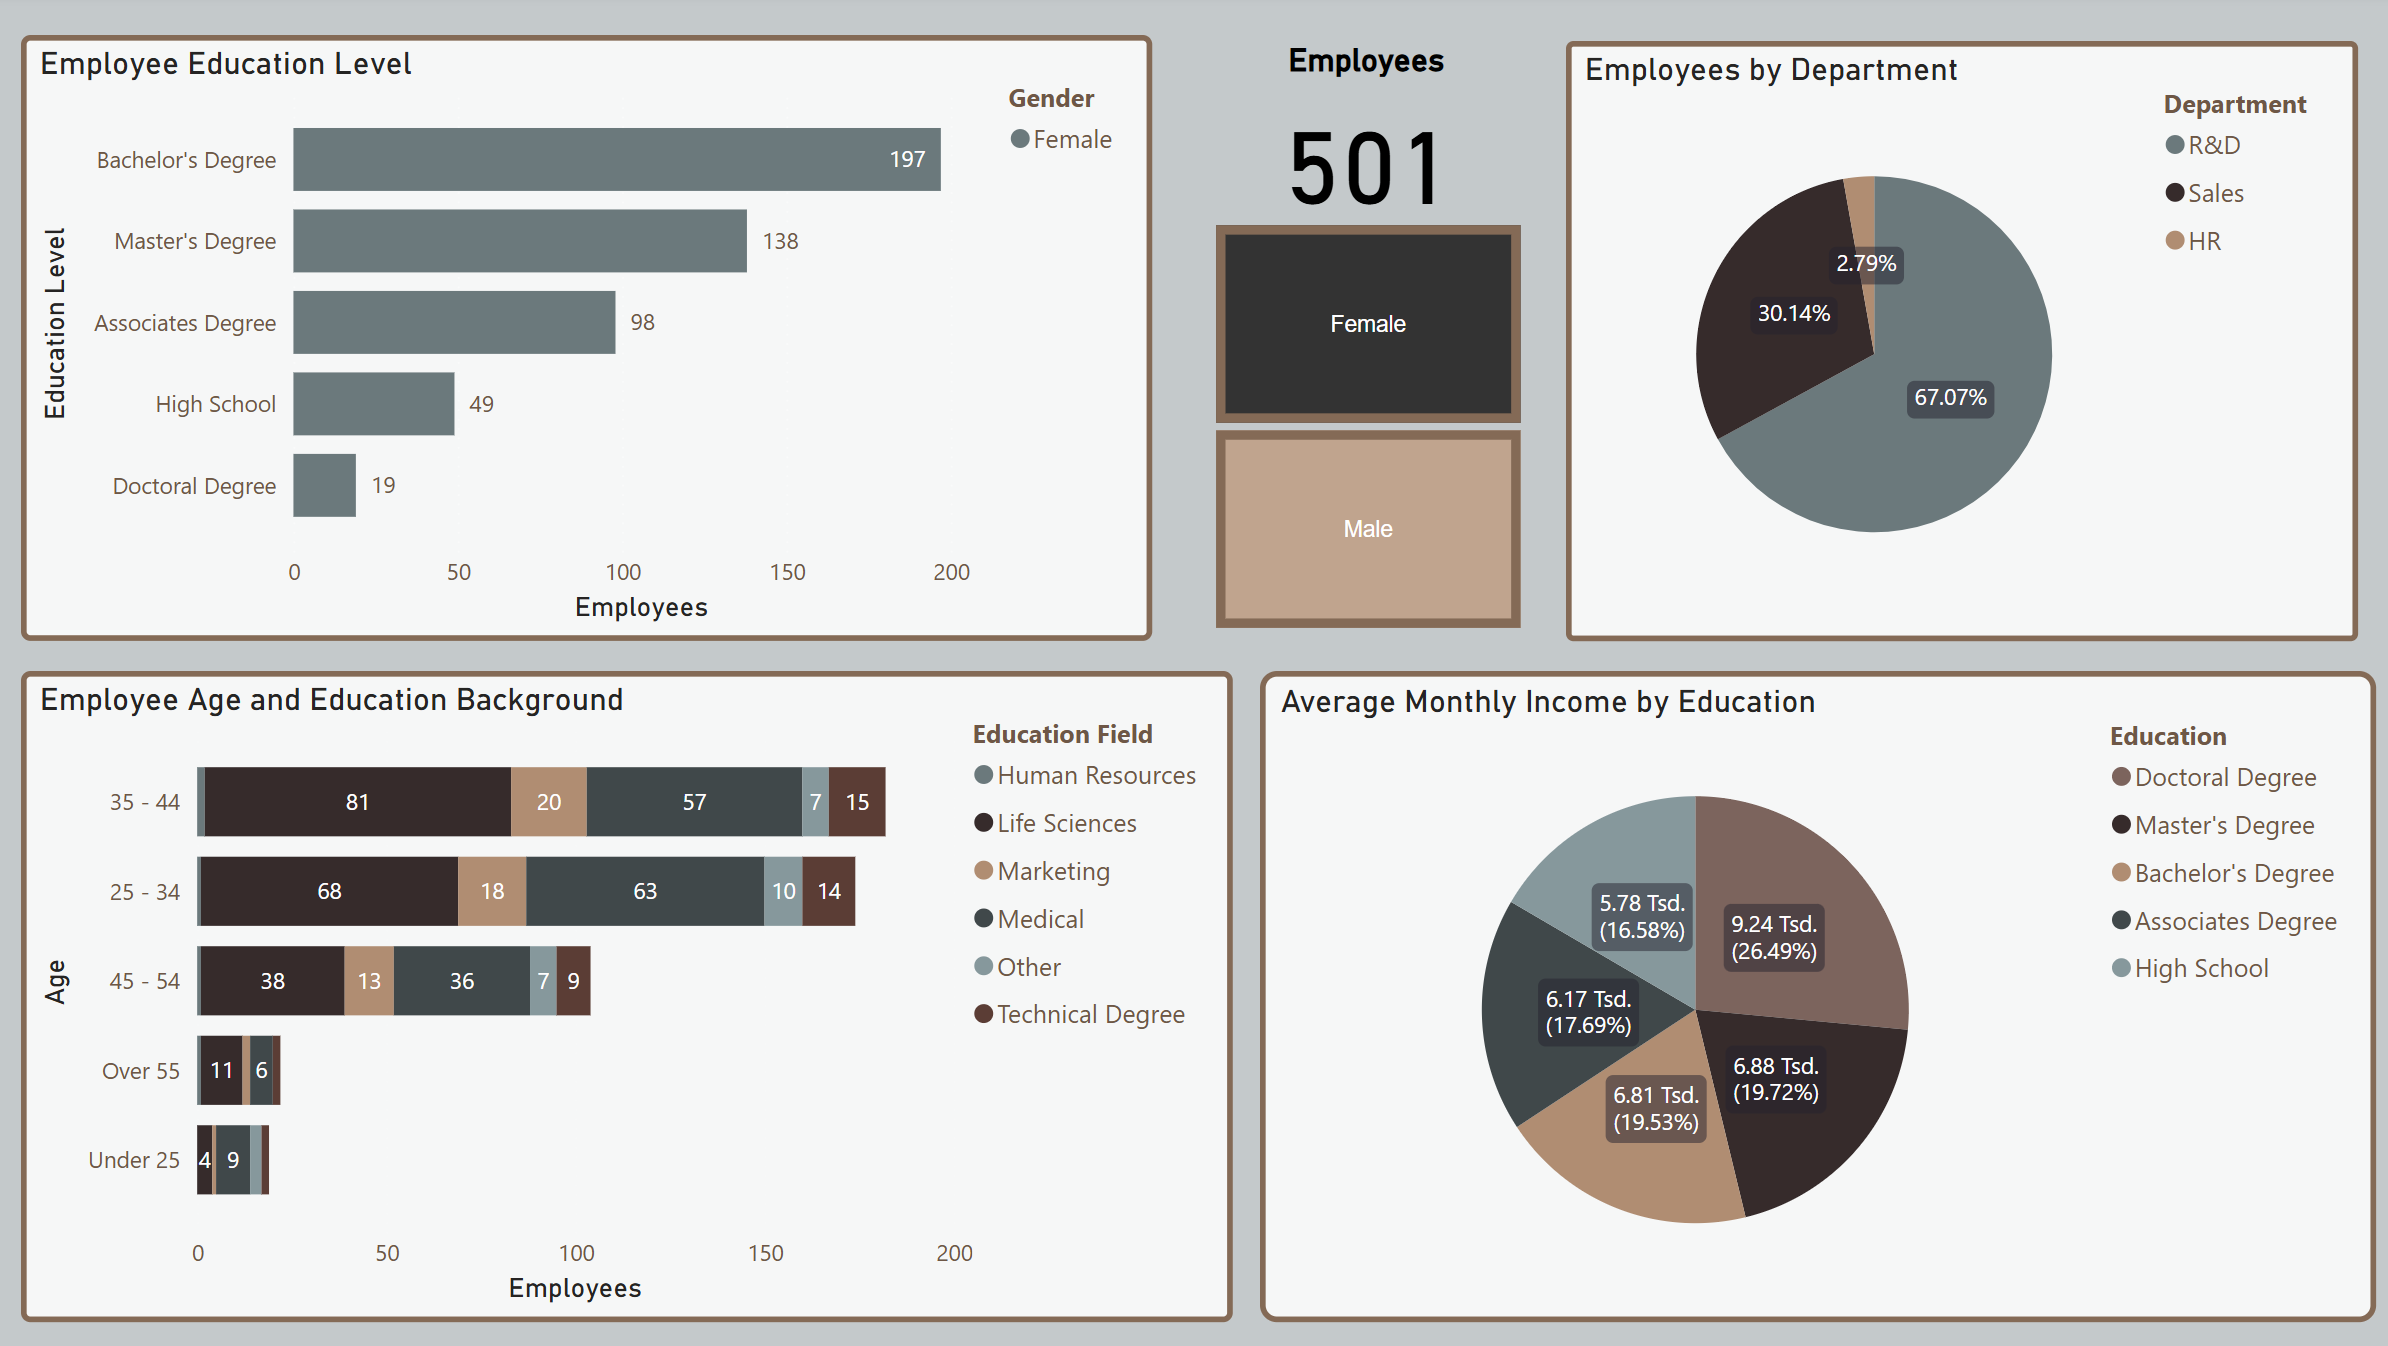 Employee Education Level
Gender
Female
Education Level
Bachelor's Degree
197
Master's Degree
138
Associates Degree
98
High School
49
Doctoral Degree
19
0 50 100 150 200
Employees
Employees
501
Female
Male
Employees by Department
Department
R&D
Sales
HR
2.79%
30.14%
67.07%
Employee Age and Education Background
Education Field
Human Resources
Life Sciences
Marketing
Medical
Other
Technical Degree
Age
35 - 44
81 20 57 7 15
25 - 34
68 18 63 10 14
45 - 54
38 13 36 7 9
Over 55
11 6
Under 25
4 9
0 50 100 150 200
Employees
Average Monthly Income by Education
Education
Doctoral Degree
Master's Degree
Bachelor's Degree
Associates Degree
High School
5.78 Tsd.
(16.58%)
9.24 Tsd.
(26.49%)
6.17 Tsd.
(17.69%)
6.88 Tsd.
(19.72%)
6.81 Tsd.
(19.53%)